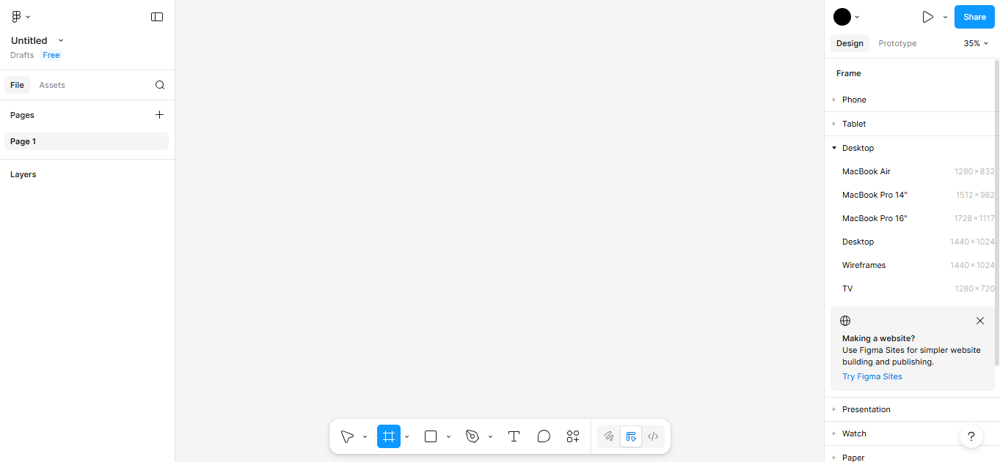 Untitled
Drafts Free
File Assets
Pages
Page 1
Layers
Share
Design Prototype 35%
Frame
Phone
Tablet
Desktop
MacBook Air 1280×832
MacBook Pro 14" 1512×982
MacBook Pro 16" 1728×1117
Desktop 1440×1024
Wireframes 1440×1024
TV 1280×720
Making a website?
Use Figma Sites for simpler website
building and publishing.
Try Figma Sites
Presentation
Watch
Paper
?